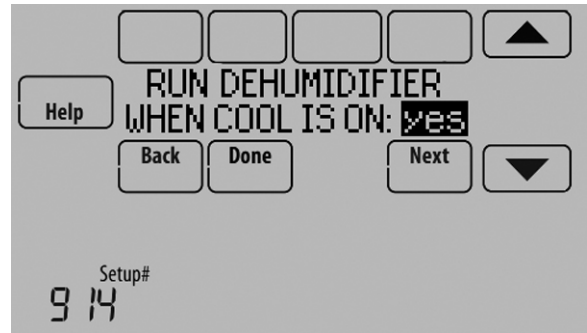 RUN DEHUMIDIFIER
Help
WHEN COOL IS ON: yes
Back Done Next
Setup#
914